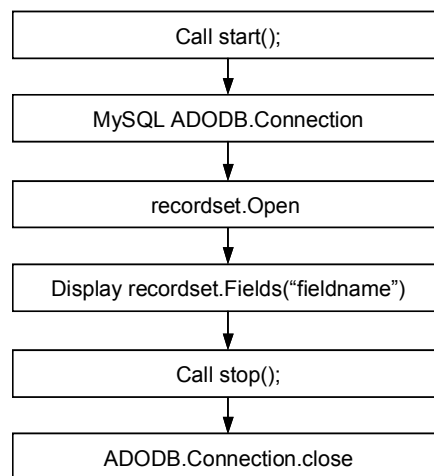 Call start();
MySQL ADODB.Connection
recordset.Open
Display recordset.Fields(“fieldname”)
Call stop();
ADODB.Connection.close